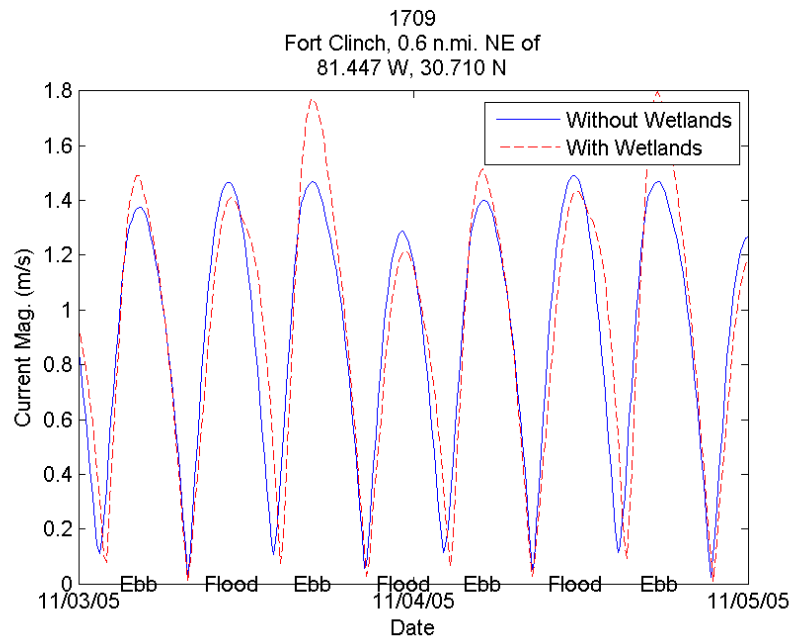 1709
Fort Clinch, 0.6 n.mi. NE of
81.447 W, 30.710 N
1.8
1.6
1.4
1.2
1
0.8
0.6
0.4
0.2
0
Current Mag. (m/s)
Without Wetlands
With Wetlands
Ebb Flood Ebb Flood Ebb Flood Ebb
11/03/05 11/04/05 11/05/05
Date